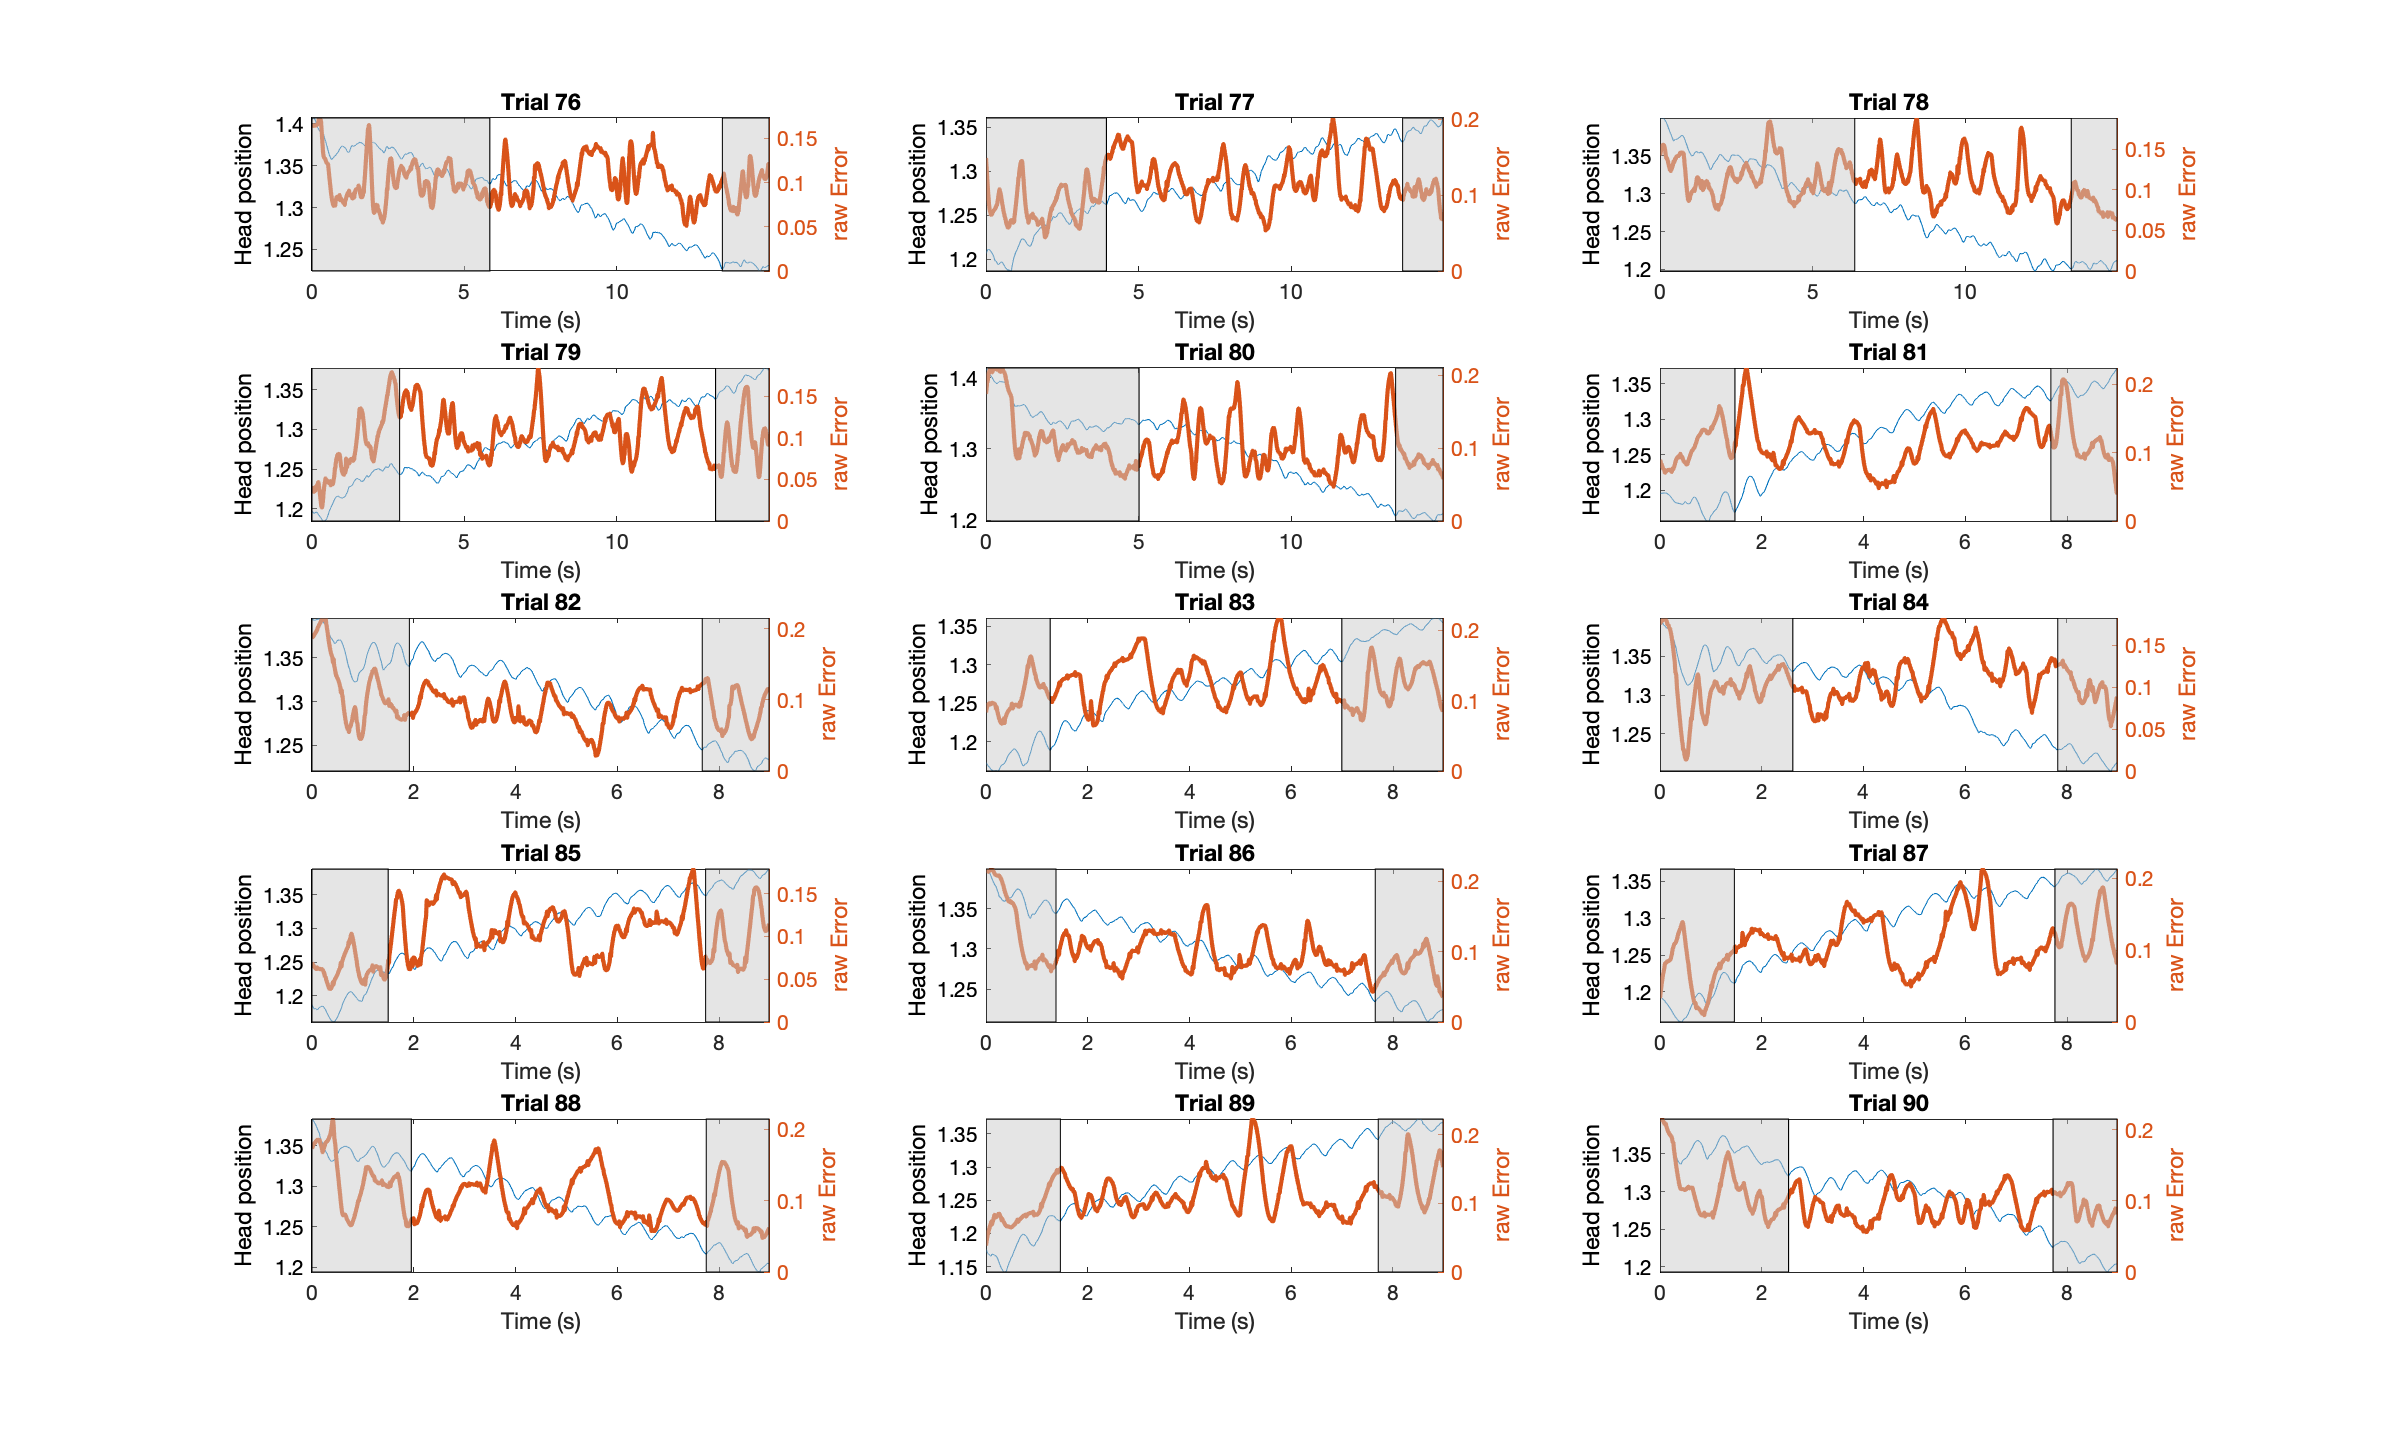 Trial 76
Head position
1.4
1.35
1.3
1.25
0.15
0.1
0.05
0
raw Error
0 5 10
Time (s)
Trial 77
Head position
1.35
1.3
1.25
1.2
0.2
0.1
0
raw Error
0 5 10
Time (s)
Trial 78
Head position
1.35
1.3
1.25
1.2
0.15
0.1
0.05
0
raw Error
0 5 10
Time (s)
Trial 79
Head position
1.35
1.3
1.25
1.2
0.15
0.1
0.05
0
raw Error
0 5 10
Time (s)
Trial 80
Head position
1.4
1.3
1.2
0.2
0.1
0
raw Error
0 5 10
Time (s)
Trial 81
Head position
1.35
1.3
1.25
1.2
0.2
0.1
0
raw Error
0 2 4 6 8
Time (s)
Trial 82
Head position
1.35
1.3
1.25
0.2
0.1
0
raw Error
0 2 4 6 8
Time (s)
Trial 83
Head position
1.35
1.3
1.25
1.2
0.2
0.1
0
raw Error
0 2 4 6 8
Time (s)
Trial 84
Head position
1.35
1.3
1.25
0.15
0.1
0.05
0
raw Error
0 2 4 6 8
Time (s)
Trial 85
Head position
1.35
1.3
1.25
1.2
0.15
0.1
0.05
0
raw Error
0 2 4 6 8
Time (s)
Trial 86
Head position
1.35
1.3
1.25
0.2
0.1
0
raw Error
0 2 4 6 8
Time (s)
Trial 87
Head position
1.35
1.3
1.25
1.2
0.2
0.1
0
raw Error
0 2 4 6 8
Time (s)
Trial 88
Head position
1.35
1.3
1.25
1.2
0.2
0.1
0
raw Error
0 2 4 6 8
Time (s)
Trial 89
Head position
1.35
1.3
1.25
1.2
1.15
0.2
0.1
0
raw Error
0 2 4 6 8
Time (s)
Trial 90
Head position
1.35
1.3
1.25
1.2
0.2
0.1
0
raw Error
0 2 4 6 8
Time (s)